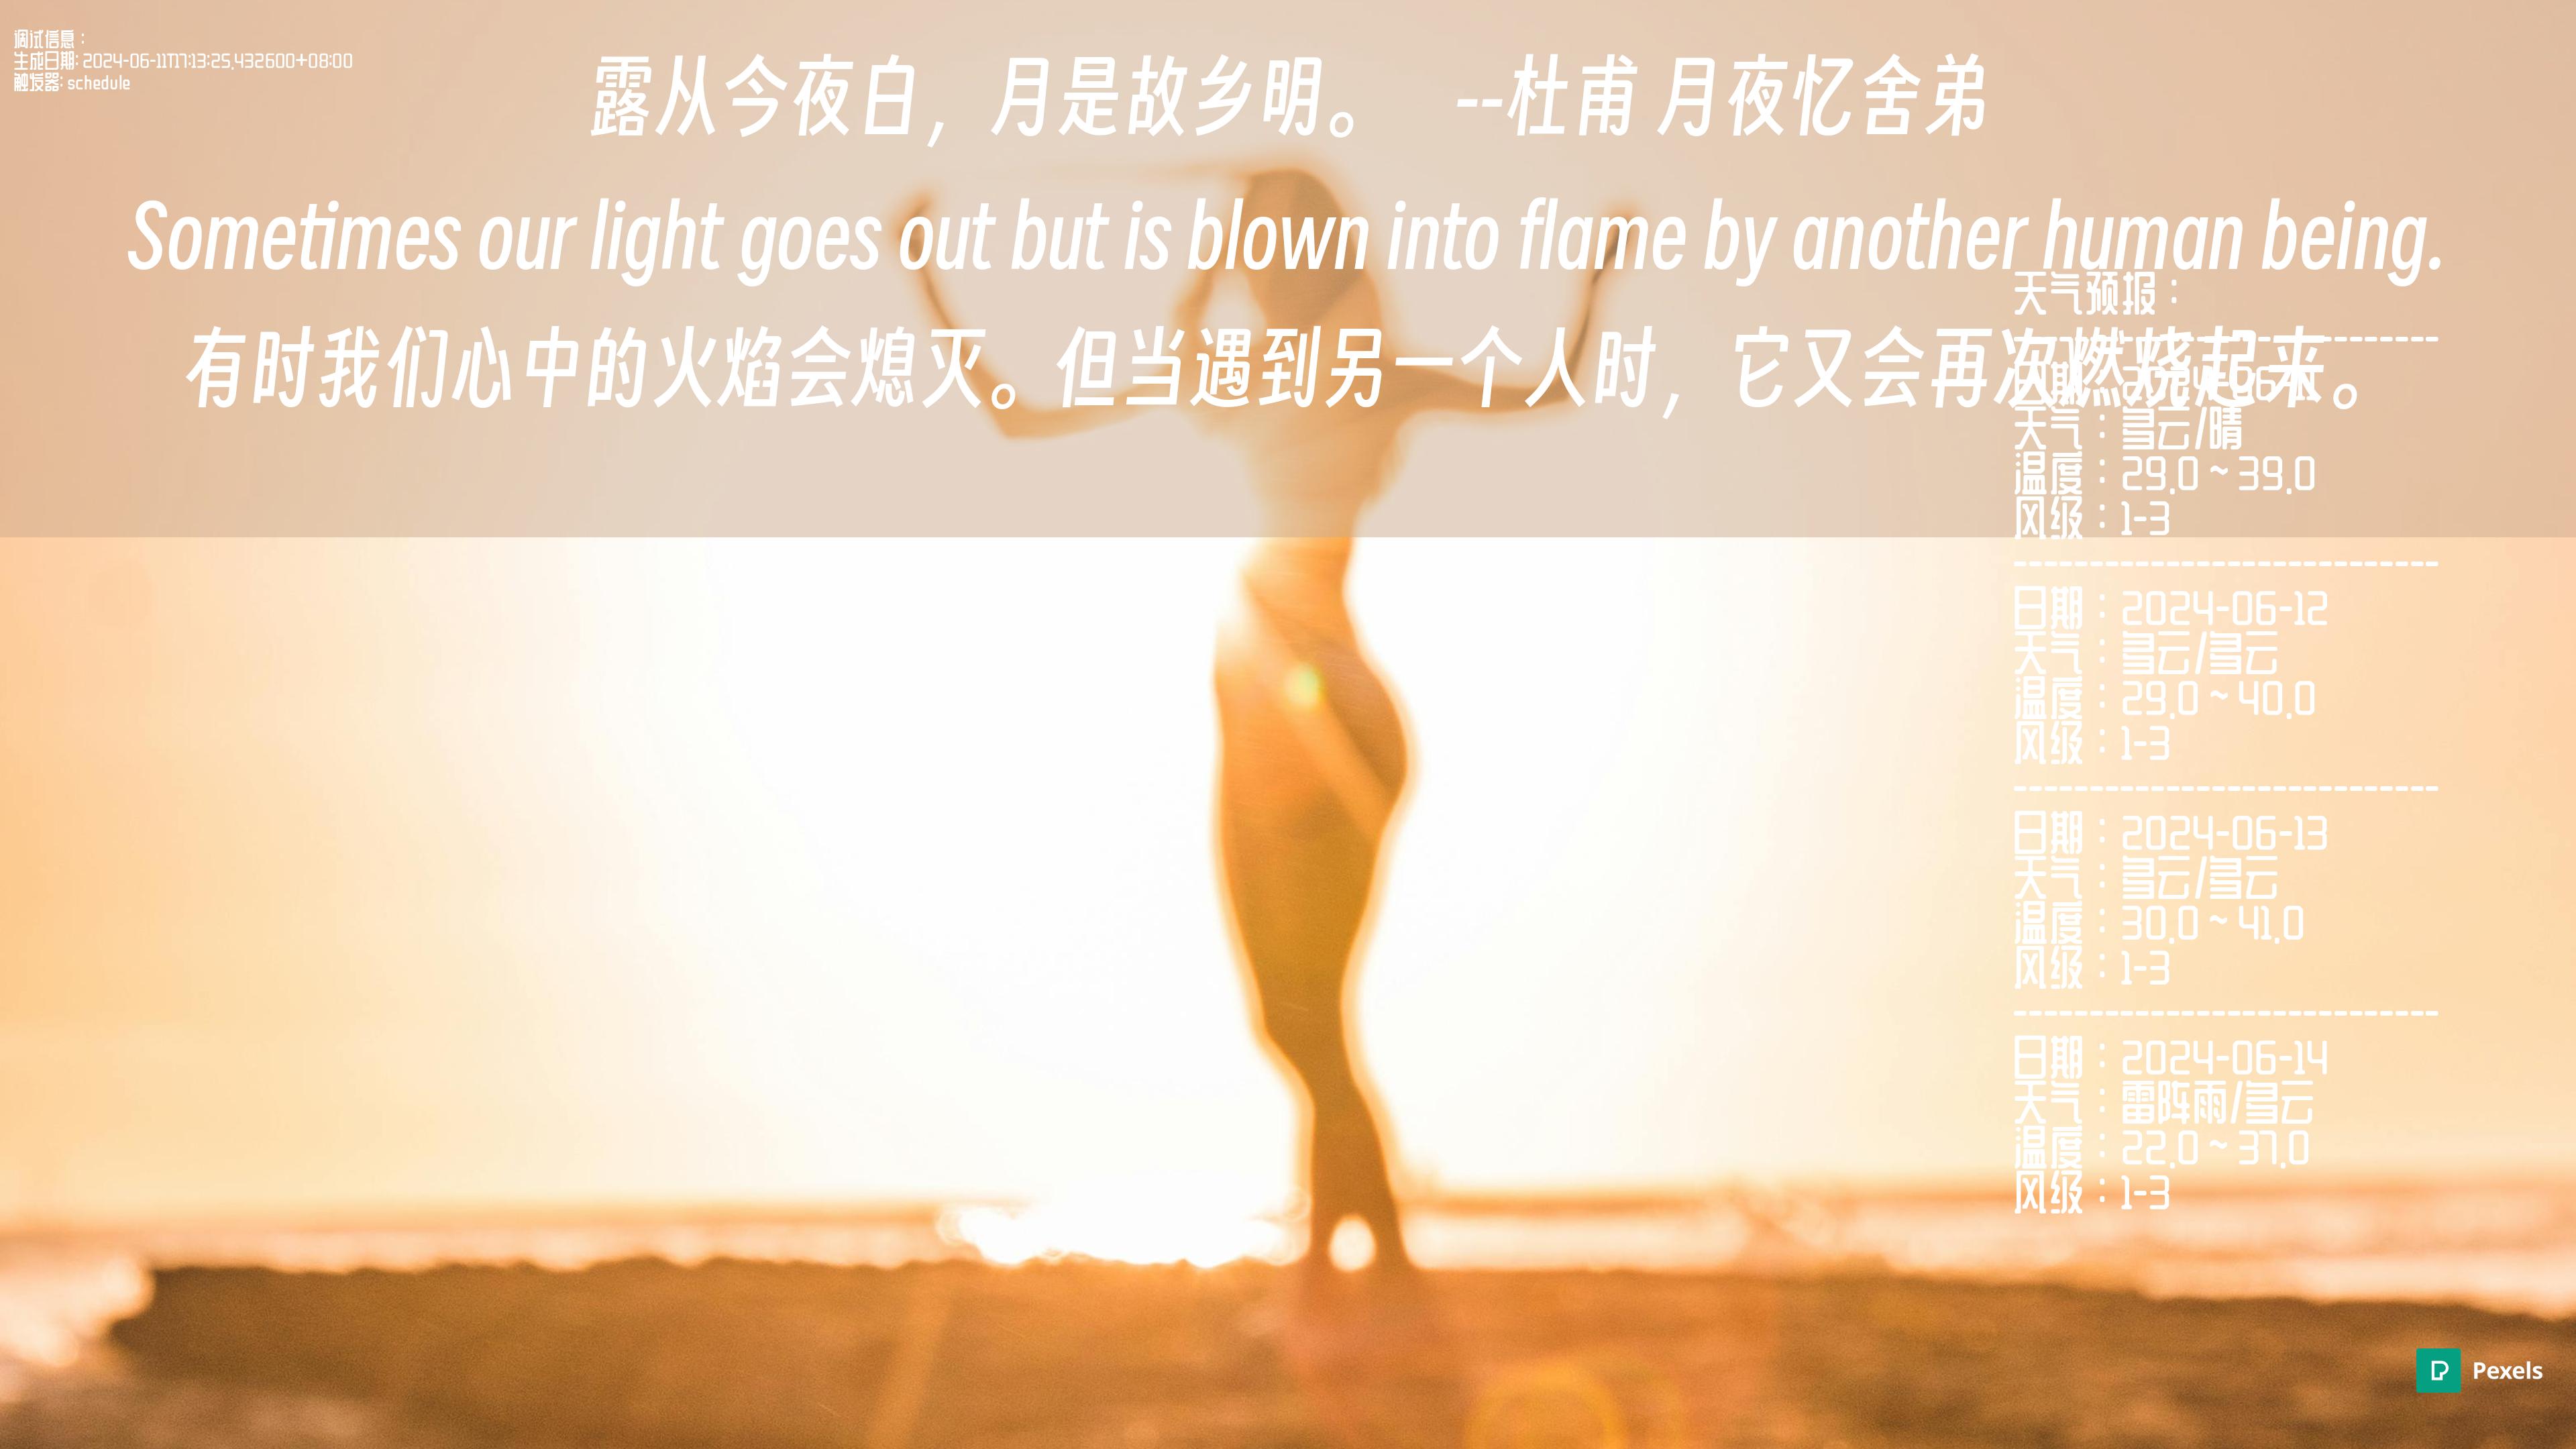 调试信息：
生成日期: 2024-06-11T17:13:25.432600+08:00
触发器: schedule
露从今夜白，月是故乡明。 --杜甫 月夜忆舍弟
Sometimes our light goes out but is blown into flame by another human being.
有时我们心中的火焰会熄灭。但当遇到另一个人时，它又会再次燃烧起来。
天气预报：
----------------------------
日期：2024-06-11
天气：多云/晴
温度：29.0 ~ 39.0
风级：1-3
----------------------------
日期：2024-06-12
天气：多云/多云
温度：29.0 ~ 40.0
风级：1-3
----------------------------
日期：2024-06-13
天气：多云/多云
温度：30.0 ~ 41.0
风级：1-3
----------------------------
日期：2024-06-14
天气：雷阵雨/多云
温度：22.0 ~ 37.0
风级：1-3
Pexels